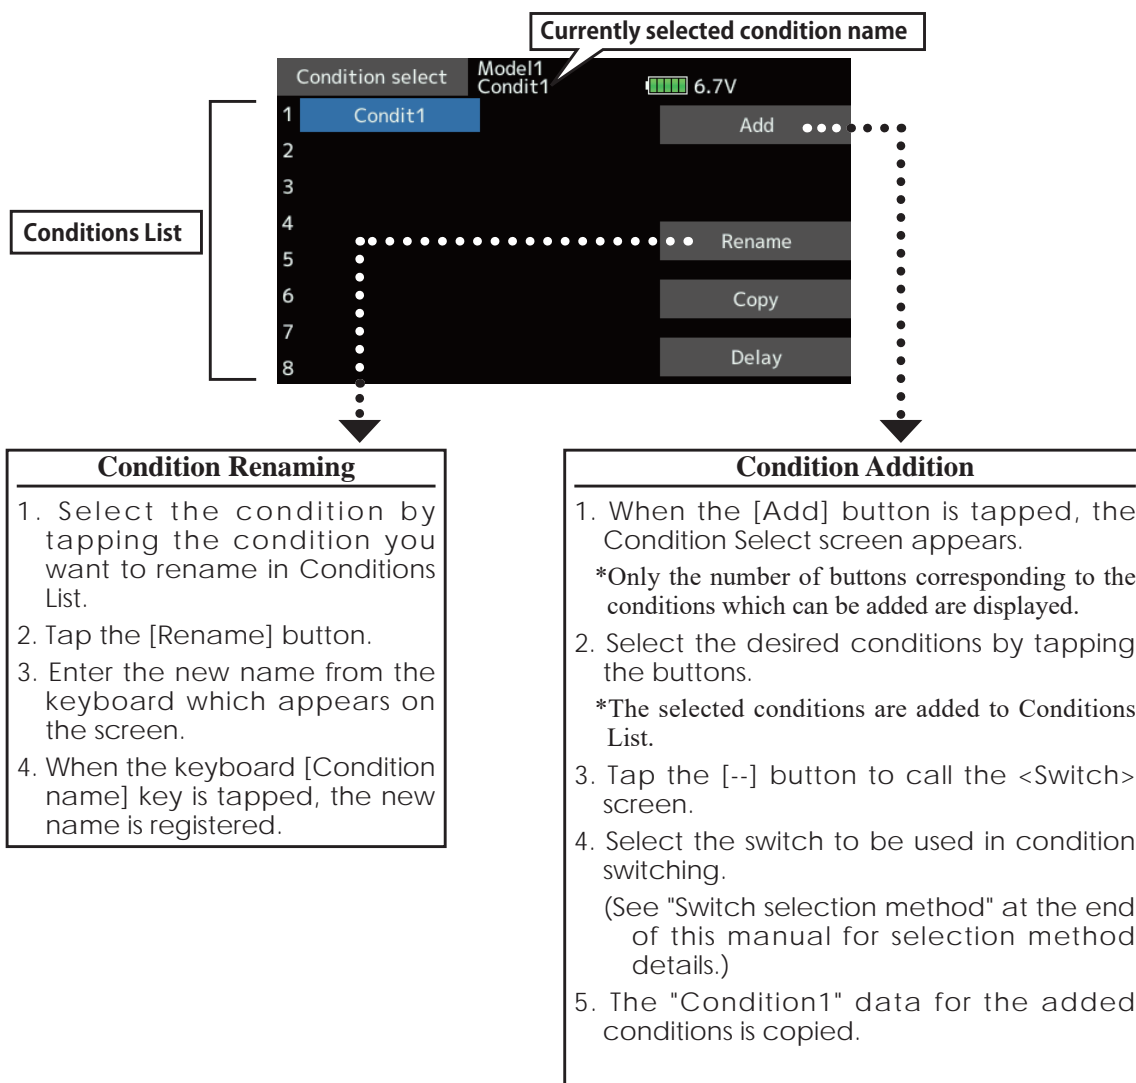 Currently selected condition name
Condition select
Model1
Condit1
6.7V
1 Condit1
Add
2
3
4
Conditions List
Rename
5
6
Copy
7
Delay
8
Condition Renaming
1. Select the condition by
tapping the condition you
want to rename in Conditions
List.
2. Tap the [Rename] button.
3. Enter the new name from the
keyboard which appears on
the screen.
4. When the keyboard [Condition
name] key is tapped, the new
name is registered.
Condition Addition
1. When the [Add] button is tapped, the
Condition Select screen appears.
*Only the number of buttons corresponding to the
conditions which can be added are displayed.
2. Select the desired conditions by tapping
the buttons.
*The selected conditions are added to Conditions
List.
3. Tap the [--] button to call the <Switch>
screen.
4. Select the switch to be used in condition
switching.
(See "Switch selection method" at the end
of this manual for selection method
details.)
5. The "Condition1" data for the added
conditions is copied.